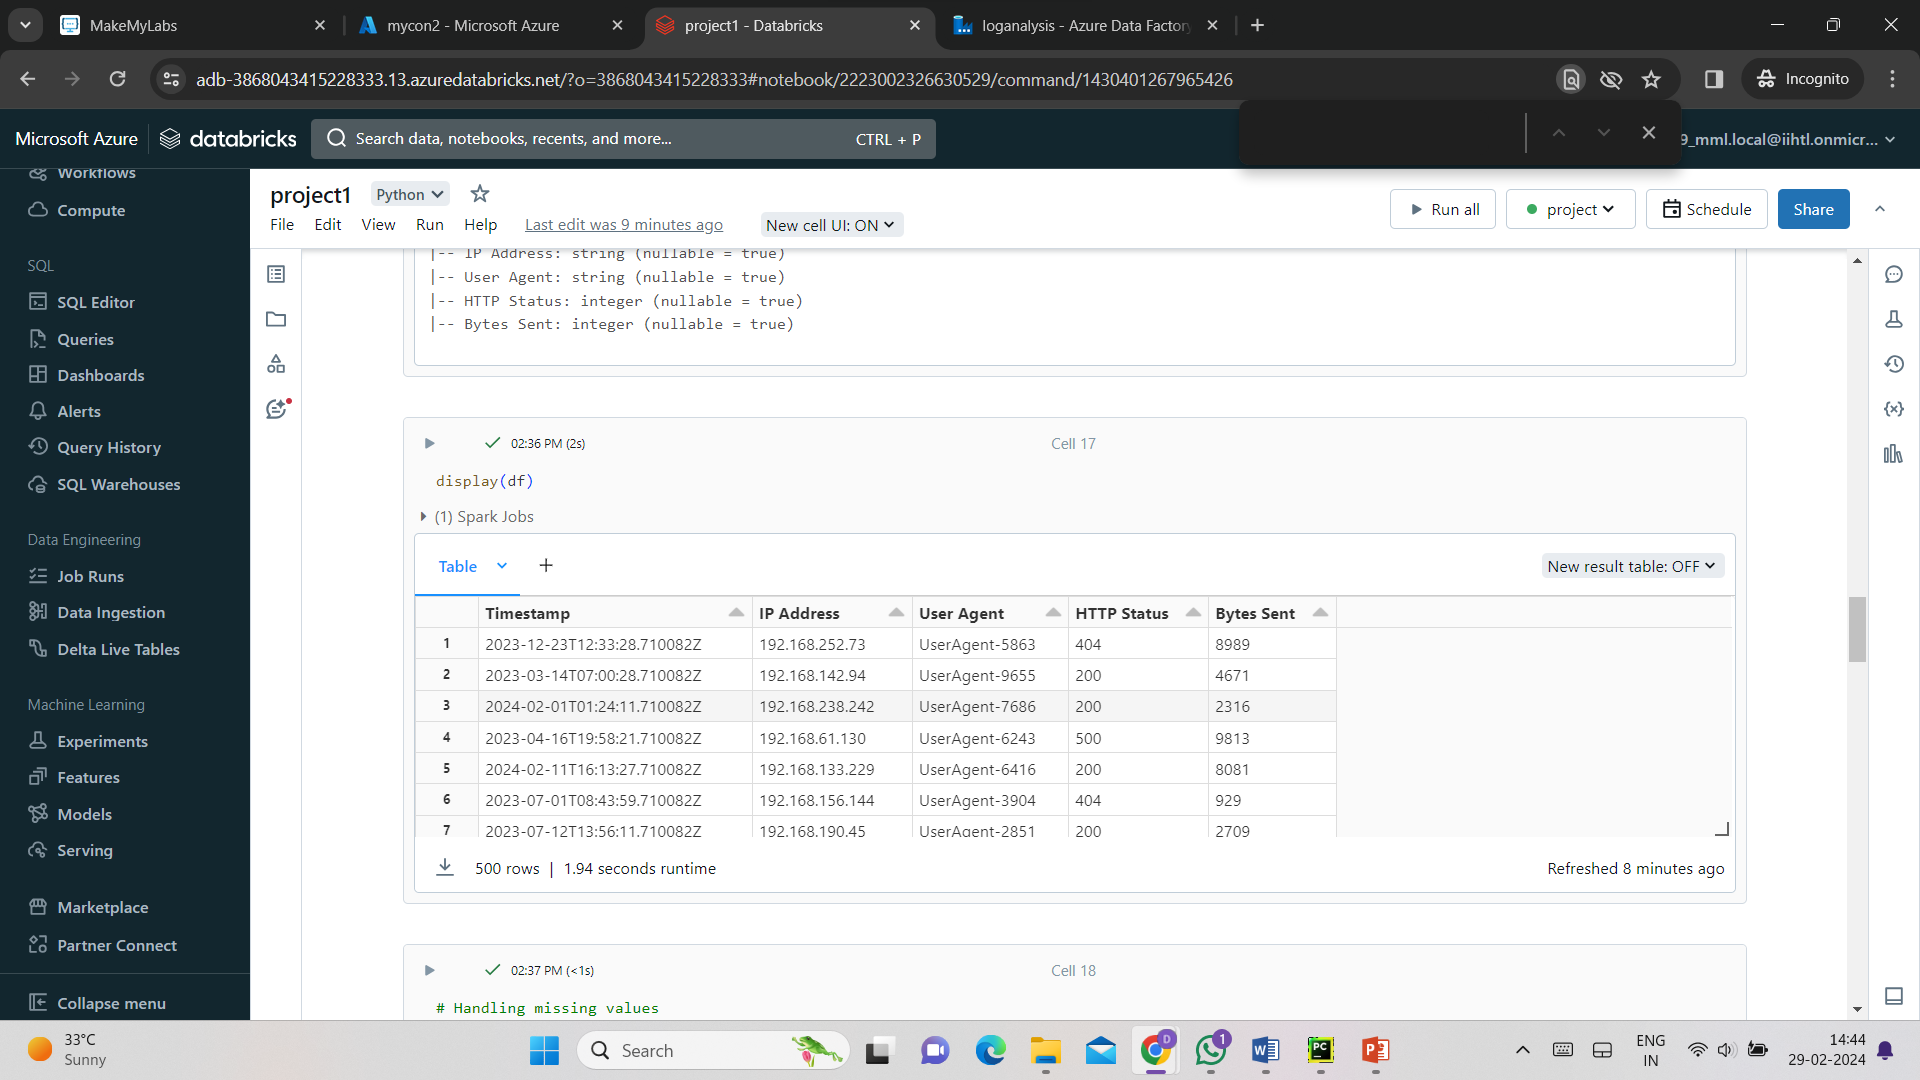 MakeMyLabs
mycon2 - Microsoft Azure
project1 - Databricks
loganalysis - Azure Data Factory
adb-3868043415228333.13.azuredatabricks.net/?o=3868043415228333#notebook/2223002326630529/command/1430401267965426
Incognito
Microsoft Azure
databricks
Search data, notebooks, recents, and more...
CTRL + P
9_mml.local@iihtl.onmicr...
Workflows
Compute
SQL
SQL Editor
Queries
Dashboards
Alerts
Query History
SQL Warehouses
Data Engineering
Job Runs
Data Ingestion
Delta Live Tables
Machine Learning
Experiments
Features
Models
Serving
Marketplace
Partner Connect
Collapse menu
project1
Python
File Edit View Run Help Last edit was 9 minutes ago New cell UI: ON
Run all
project
Schedule
Share
|-- IP Address: string (nullable = true)
|-- User Agent: string (nullable = true)
|-- HTTP Status: integer (nullable = true)
|-- Bytes Sent: integer (nullable = true)
02:36 PM (2s)
Cell 17
display(df)
(1) Spark Jobs
Table +
New result table: OFF
Timestamp IP Address User Agent HTTP Status Bytes Sent
1 2023-12-23T12:33:28.710082Z 192.168.252.73 UserAgent-5863 404 8989
2 2023-03-14T07:00:28.710082Z 192.168.142.94 UserAgent-9655 200 4671
3 2024-02-01T01:24:11.710082Z 192.168.238.242 UserAgent-7686 200 2316
4 2023-04-16T19:58:21.710082Z 192.168.61.130 UserAgent-6243 500 9813
5 2024-02-11T16:13:27.710082Z 192.168.133.229 UserAgent-6416 200 8081
6 2023-07-01T08:43:59.710082Z 192.168.156.144 UserAgent-3904 404 929
7 2023-07-12T13:56:11.710082Z 192.168.190.45 UserAgent-2851 200 2709
500 rows | 1.94 seconds runtime
Refreshed 8 minutes ago
02:37 PM (<1s)
Cell 18
# Handling missing values
33°C
Sunny
Search
D
1
PC
ENG
IN
14:44
29-02-2024